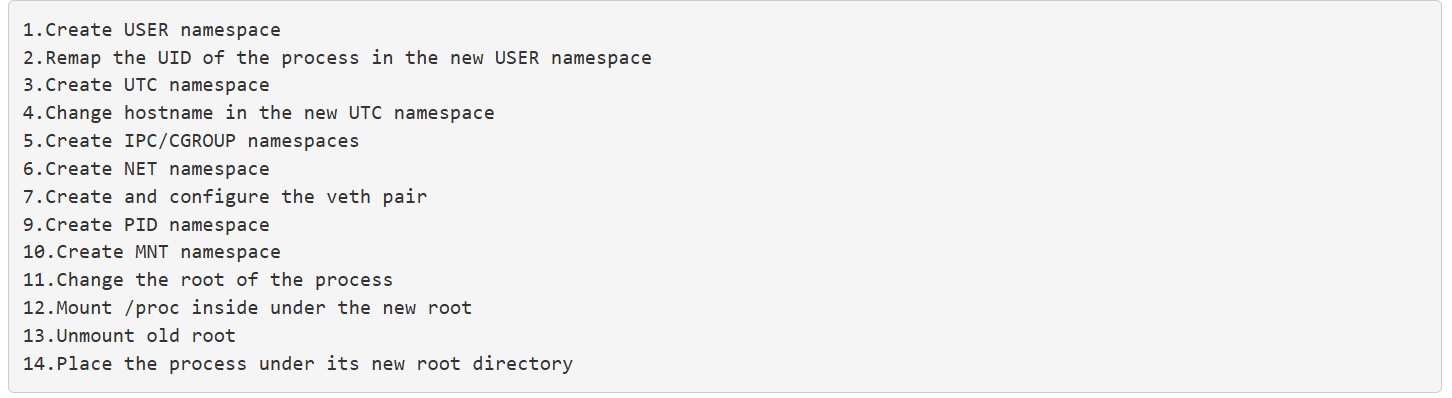 1.Create USER namespace
2.Remap the UID of the process in the new USER namespace
3.Create UTC namespace
4.Change hostname in the new UTC namespace
5.Create IPC/CGROUP namespaces
6.Create NET namespace
7.Create and configure the veth pair
9.Create PID namespace
10.Create MNT namespace
11.Change the root of the process
12.Mount /proc inside under the new root
13.Unmount old root
14.Place the process under its new root directory